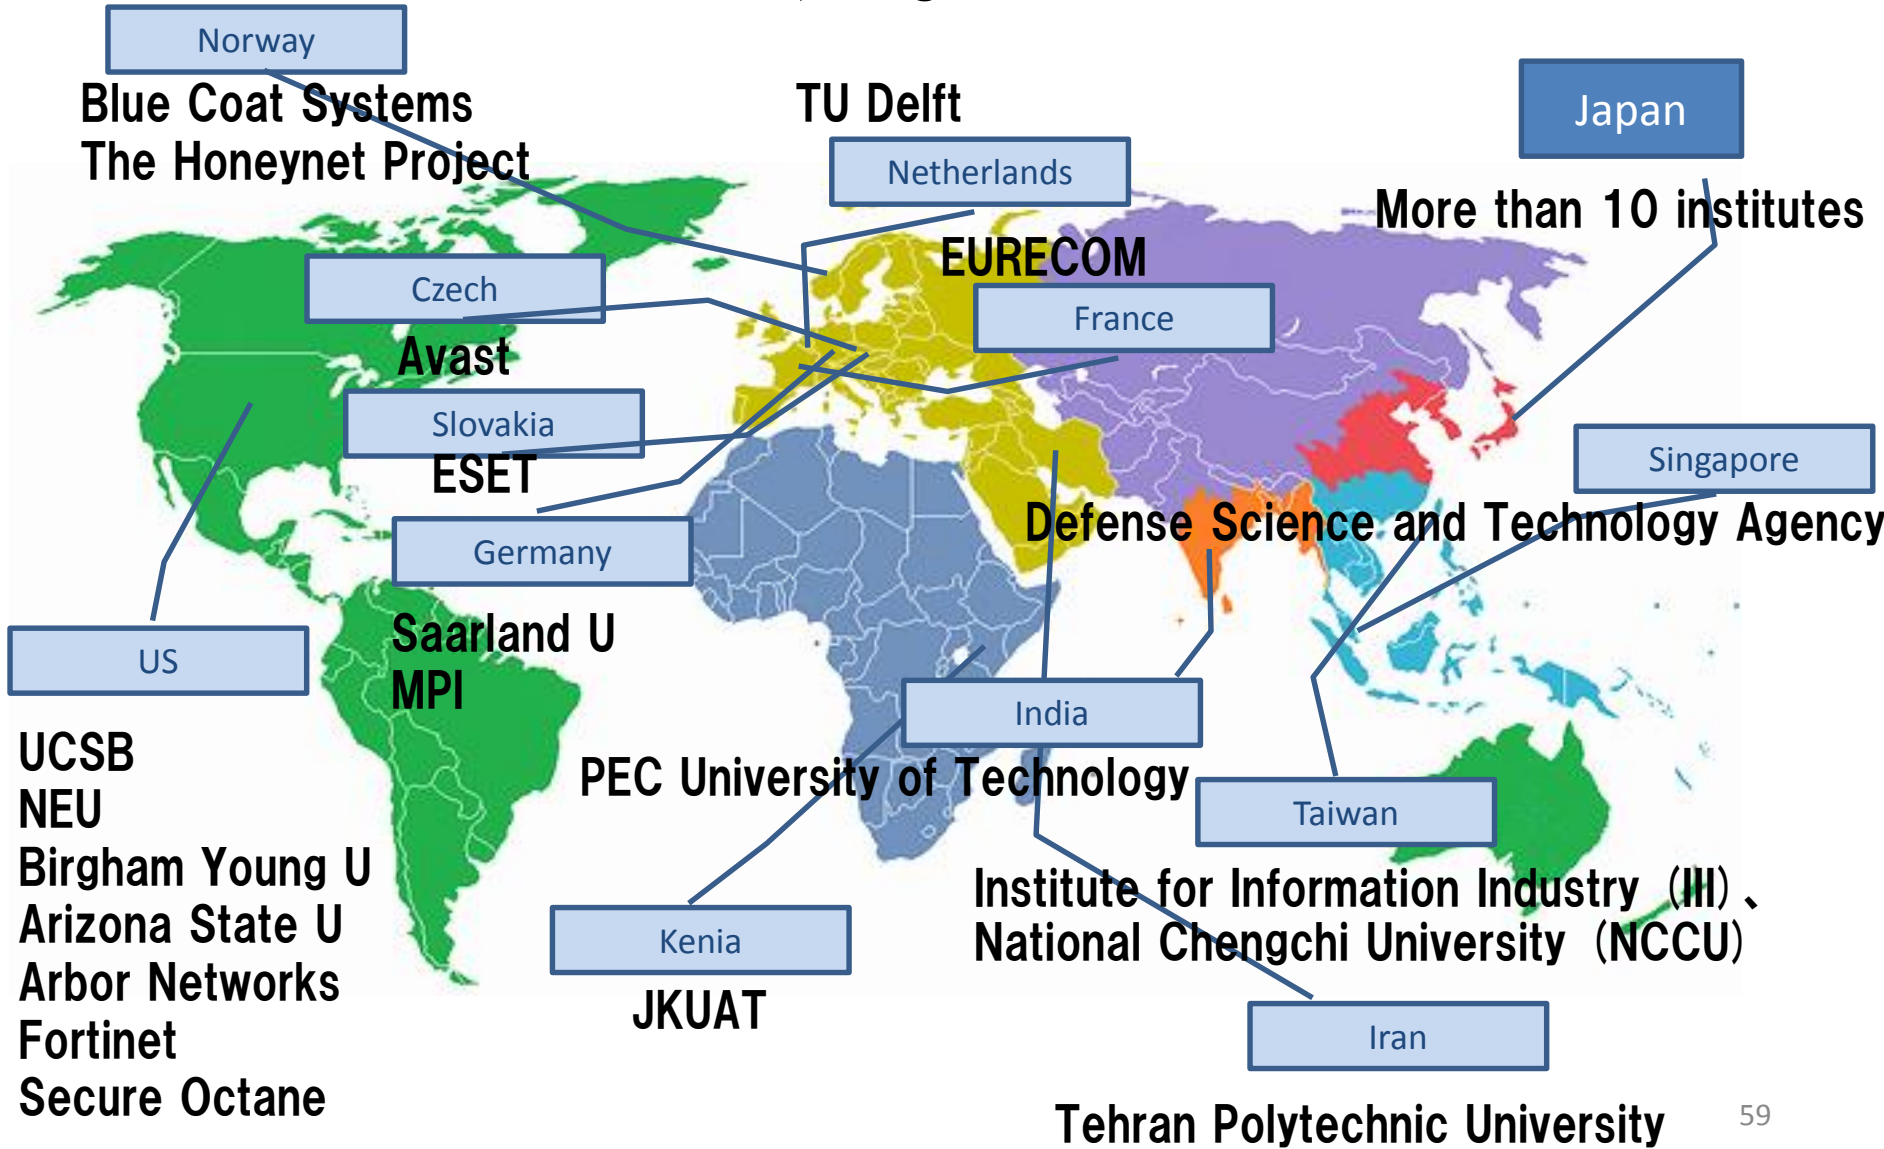 Norway
Blue Coat Systems
The Honeynet Project
TU Delft
Netherlands
Japan
More than 10 institutes
EURECOM
France
Czech
Avast
Slovakia
ESET
Singapore
Defense Science and Technology Agency
Germany
Saarland U
MPI
US
UCSB
NEU
Birgham Young U
Arizona State U
Arbor Networks
Fortinet
Secure Octane
India
PEC University of Technology
Taiwan
Institute for Information Industry (III)、
National Chengchi University (NCCU)
Kenia
JKUAT
Iran
Tehran Polytechnic University
59